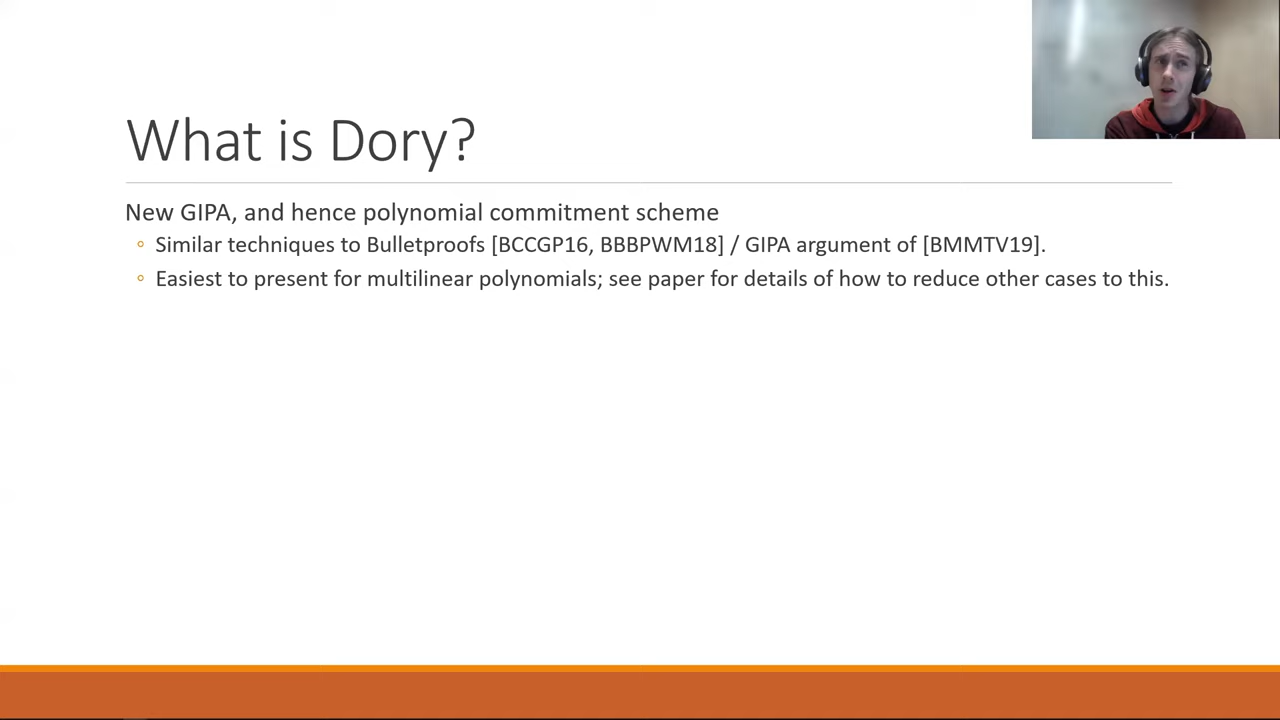 What is Dory?
New GIPA, and hence polynomial commitment scheme
◦ Similar techniques to Bulletproofs [BCCGP16, BBBPWM18] / GIPA argument of [BMMTV19].
◦ Easiest to present for multilinear polynomials; see paper for details of how to reduce other cases to this.